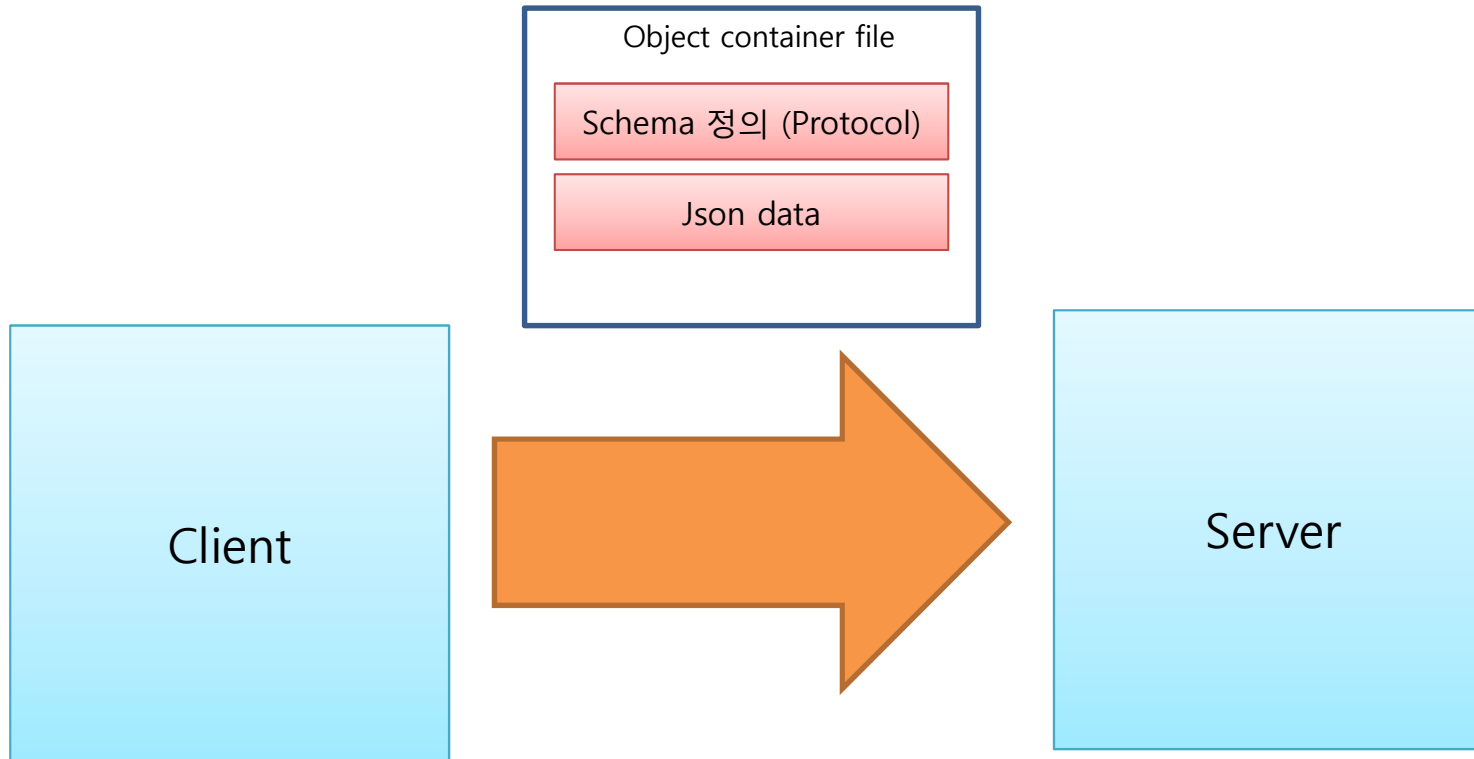 Object container file
Schema 정의 (Protocol)
Json data
Client
Server